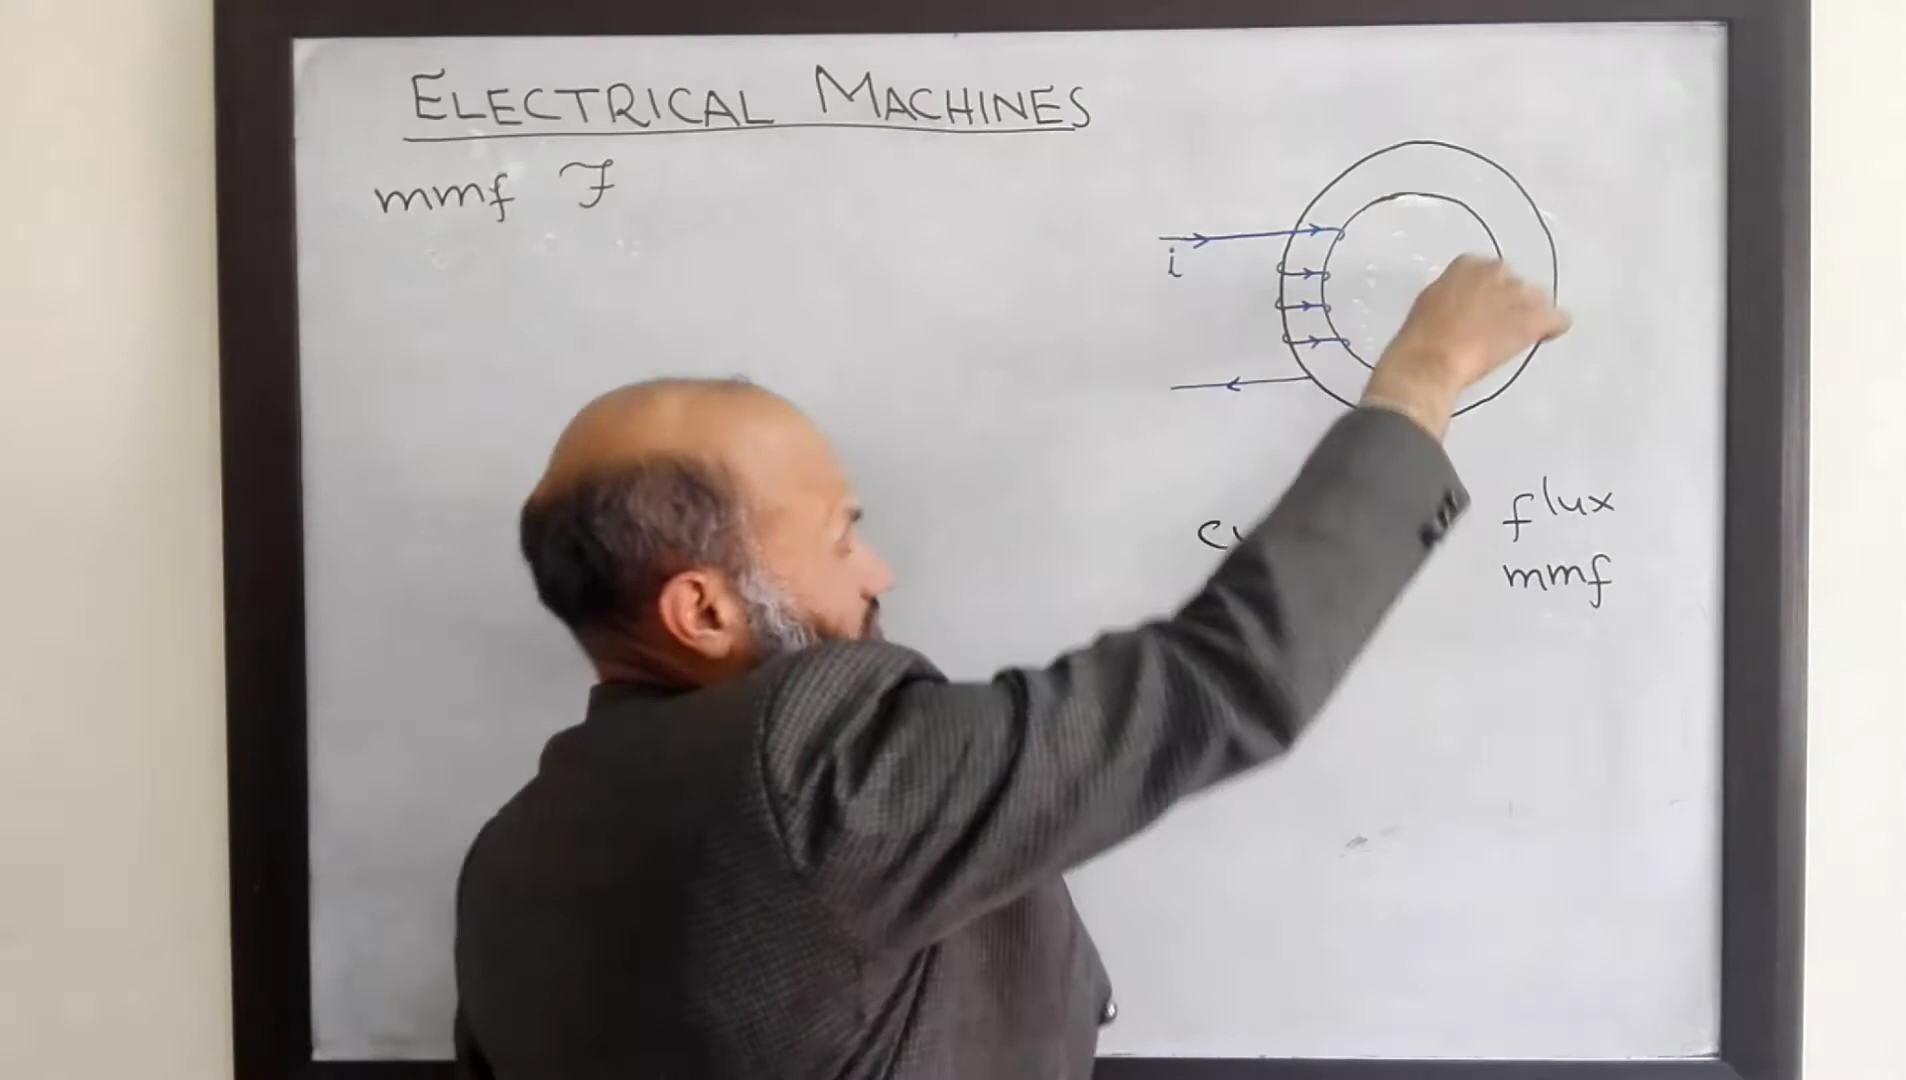 ELECTRICAL MACHINES
mmf ℱ
i
flux
mmf